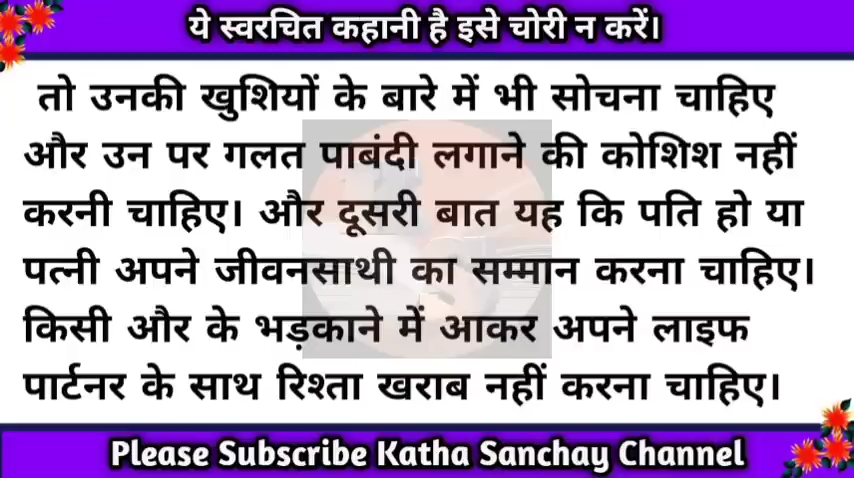 ये स्वरचित कहानी है इसे चोरी न करें।
तो उनकी खुशियों के बारे में भी सोचना चाहिए
और उन पर गलत पाबंदी लगाने की कोशिश नहीं
करनी चाहिए। और दूसरी बात यह कि पति हो या
पत्नी अपने जीवनसाथी का सम्मान करना चाहिए।
किसी और के भड़काने में आकर अपने लाइफ
पार्टनर के साथ रिश्ता खराब नहीं करना चाहिए।
Please Subscribe Katha Sanchay Channel